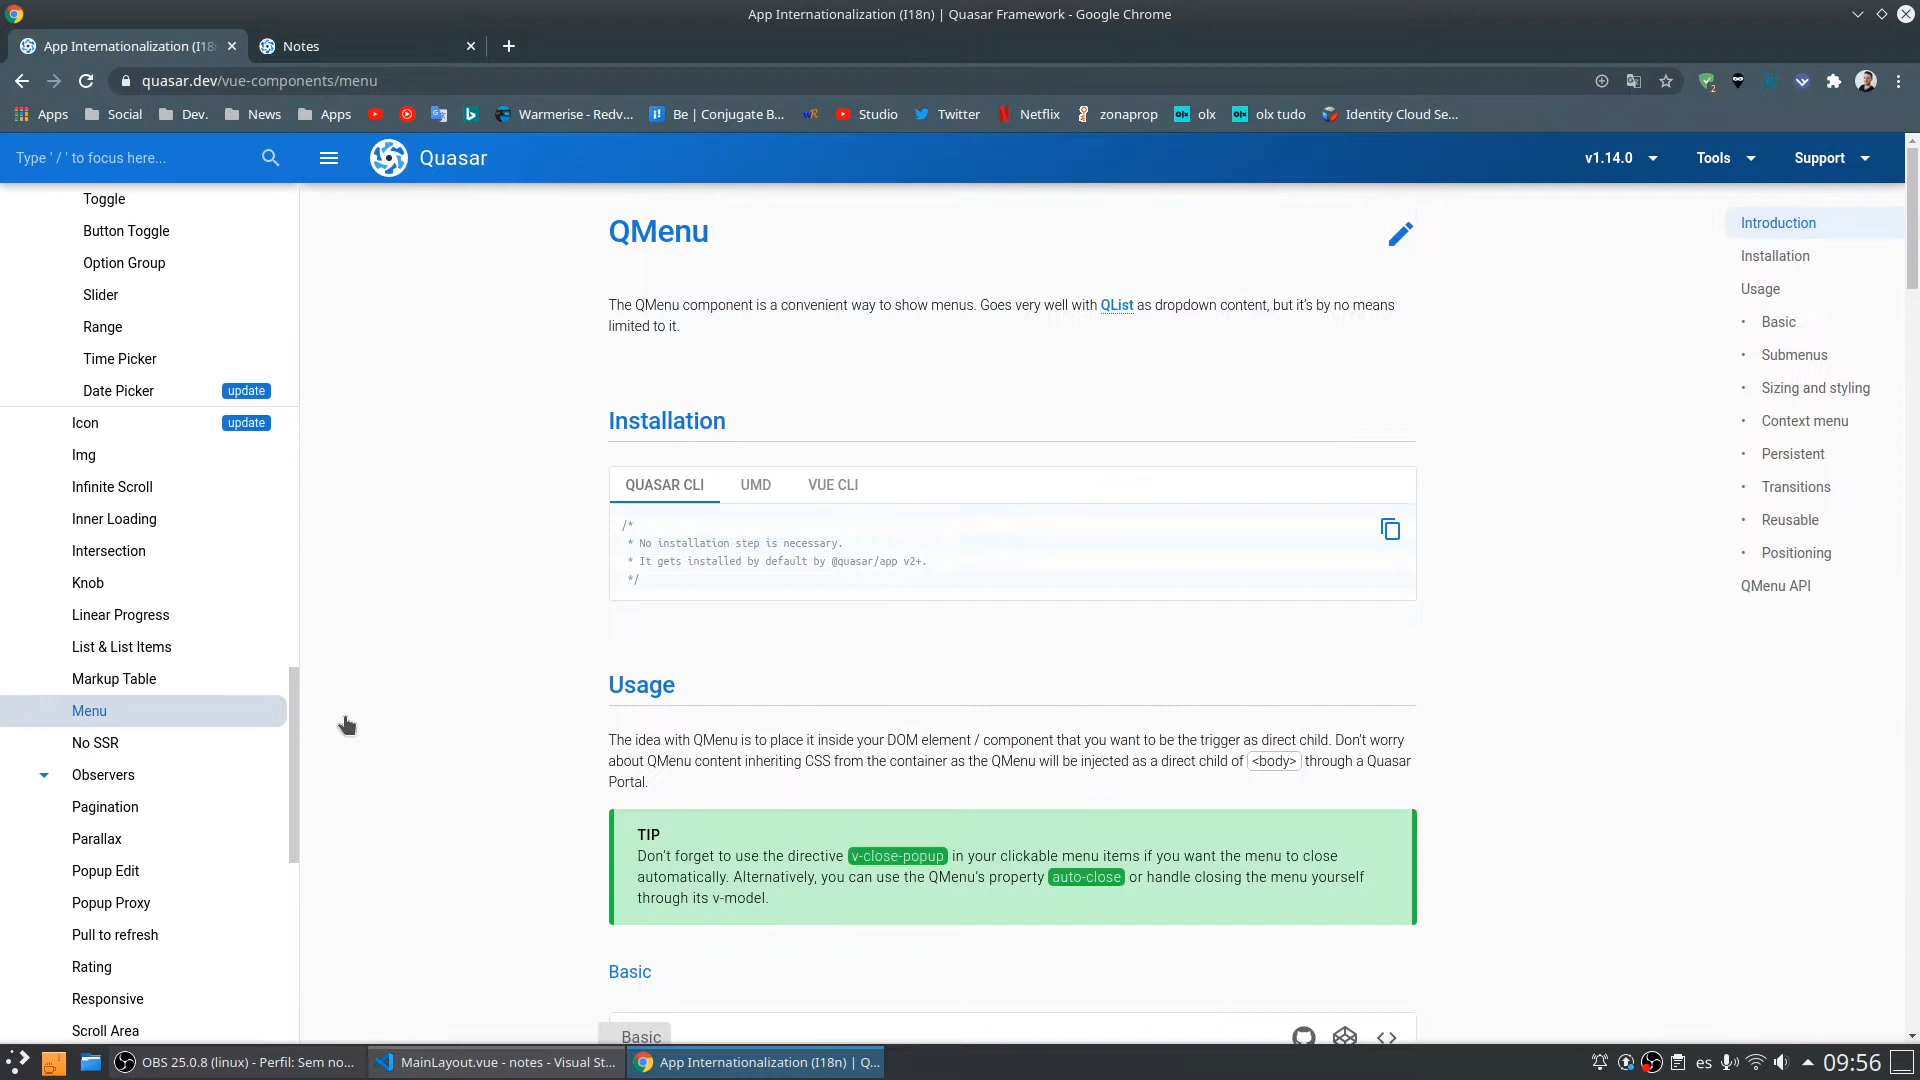 App Internationalization (I18n) | Quasar Framework - Google Chrome
App Internationalization (I18
Notes
quasar.dev/vue-components/menu
2
Apps
Social
Dev.
News
Apps
Warmerise - Redv...
Be | Conjugate B...
wR
Studio
Twitter
Netflix
zonaprop
olx
olx tudo
Identity Cloud Se...
Type ' / ' to focus here...
Quasar
v1.14.0
Tools
Support
Toggle
Button Toggle
Option Group
Slider
Range
Time Picker
Date Picker update
Icon update
Img
Infinite Scroll
Inner Loading
Intersection
Knob
Linear Progress
List & List Items
Markup Table
Menu
No SSR
Observers
Pagination
Parallax
Popup Edit
Popup Proxy
Pull to refresh
Rating
Responsive
Scroll Area
QMenu
The QMenu component is a convenient way to show menus. Goes very well with QList as dropdown content, but it’s by no means
limited to it.
Installation
QUASAR CLI UMD VUE CLI
/*
* No installation step is necessary.
* It gets installed by default by @quasar/app v2+.
*/
Usage
The idea with QMenu is to place it inside your DOM element / component that you want to be the trigger as direct child. Don’t worry
about QMenu content inheriting CSS from the container as the QMenu will be injected as a direct child of <body> through a Quasar
Portal.
TIP
Don’t forget to use the directive v-close-popup in your clickable menu items if you want the menu to close
automatically. Alternatively, you can use the QMenu’s property auto-close or handle closing the menu yourself
through its v-model.
Basic
Basic
Introduction
Installation
Usage
• Basic
• Submenus
• Sizing and styling
• Context menu
• Persistent
• Transitions
• Reusable
• Positioning
QMenu API
OBS 25.0.8 (linux) - Perfil: Sem no...
MainLayout.vue - notes - Visual St...
App Internationalization (I18n) | Q...
es
09:56